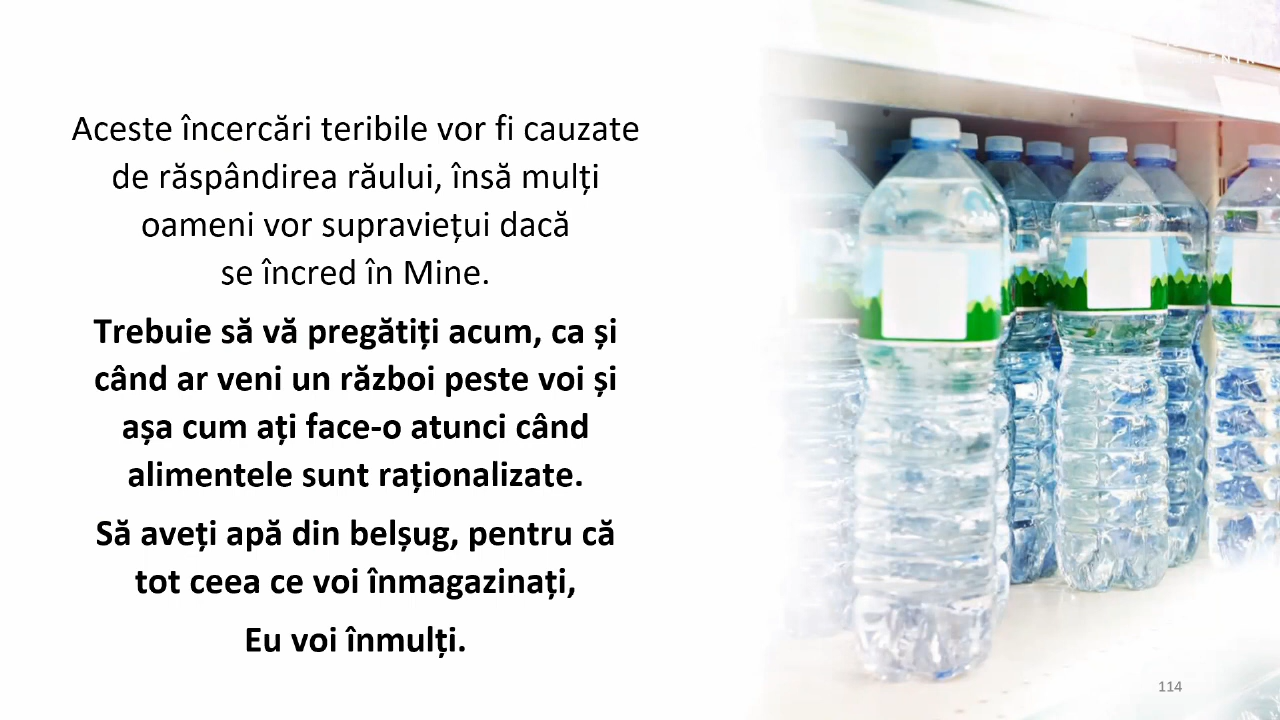 Aceste încercări teribile vor fi cauzate
de răspândirea răului, însă mulți
oameni vor supraviețui dacă
se încred în Mine.
Trebuie să vă pregătiți acum, ca și
când ar veni un război peste voi și
așa cum ați face-o atunci când
alimentele sunt raționalizate.
Să aveți apă din belșug, pentru că
tot ceea ce voi înmagazinați,
Eu voi înmulți.
114